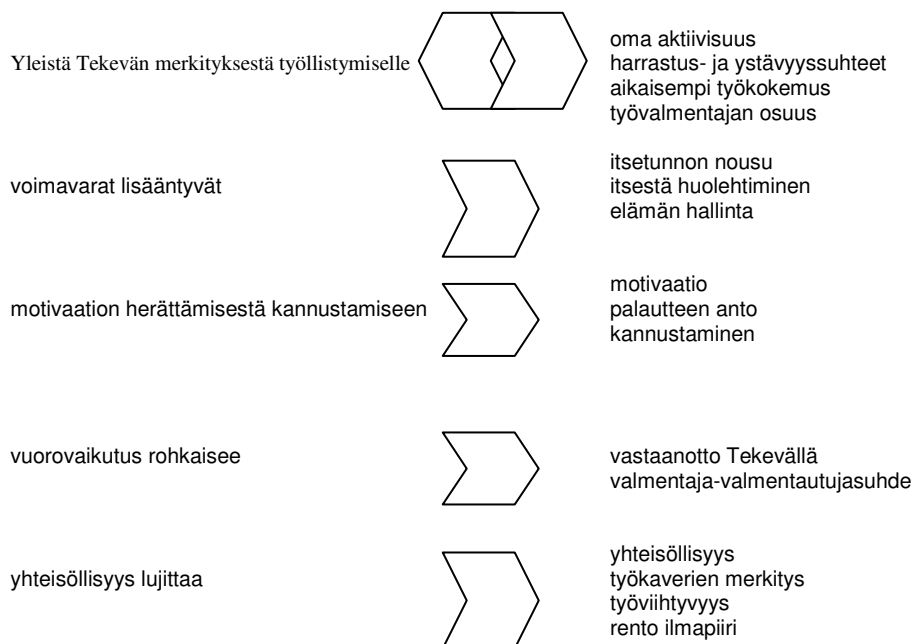 Yleistä Tekevän merkityksestä työllistymiselle
oma aktiivisuus
harrastus- ja ystävyyssuhteet
aikaisempi työkokemus
työvalmentajan osuus
voimavarat lisääntyvät
itsetunnon nousu
itsestä huolehtiminen
elämän hallinta
motivaation herättämisestä kannustamiseen
motivaatio
palautteen anto
kannustaminen
vuorovaikutus rohkaisee
vastaanotto Tekevällä
valmentaja-valmentautujasuhde
yhteisöllisyys lujittaa
yhteisöllisyys
työkaverien merkitys
työviihtyvyys
rento ilmapiiri